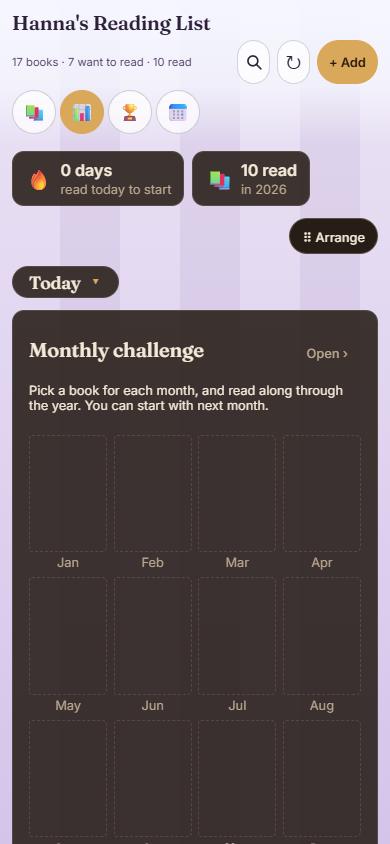 Hanna's Reading List
17 books · 7 want to read · 10 read
+ Add
0 days
read today to start
10 read
in 2026
⠿ Arrange
Today ▼
Monthly challenge
Open ›
Pick a book for each month, and read along through
the year. You can start with next month.
Jan Feb Mar Apr
May Jun Jul Aug